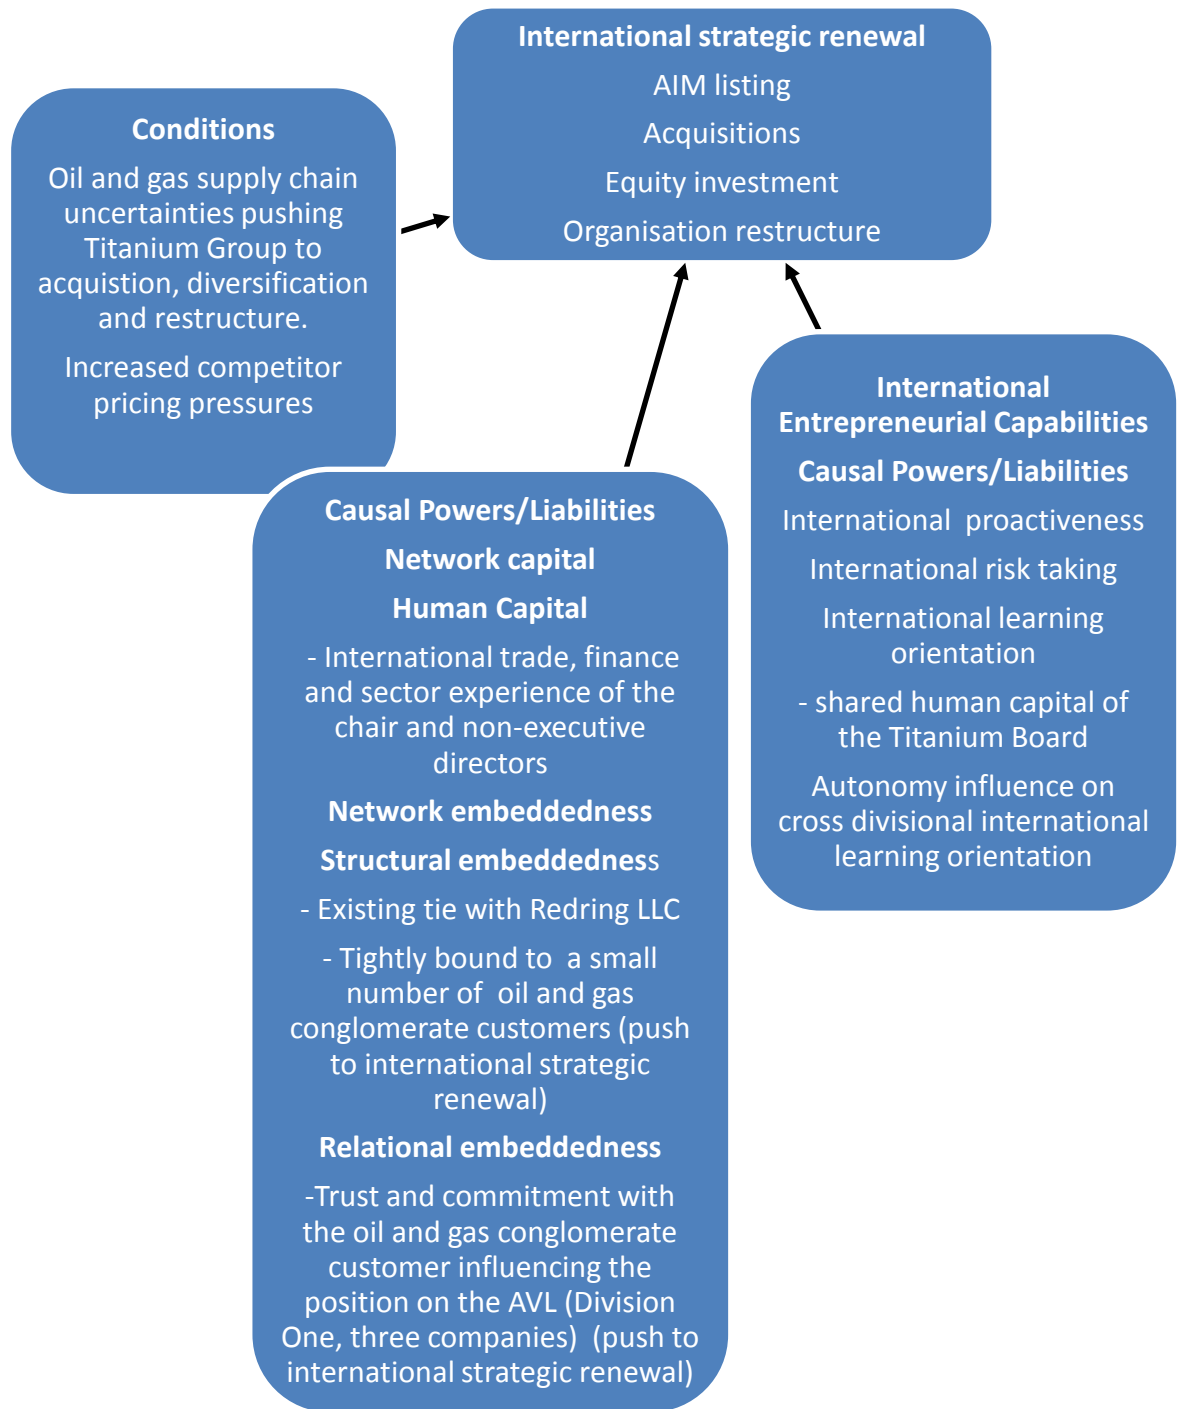 International strategic renewal
AIM listing
Acquisitions
Equity investment
Organisation restructure
Conditions
Oil and gas supply chain
uncertainties pushing
Titanium Group to
acquistion, diversification
and restructure.
Increased competitor
pricing pressures
Causal Powers/Liabilities
Network capital
Human Capital
- International trade, finance
and sector experience of the
chair and non-executive
directors
Network embeddedness
Structural embeddedness
- Existing tie with Redring LLC
- Tightly bound to a small
number of oil and gas
conglomerate customers (push
to international strategic
renewal)
Relational embeddedness
-Trust and commitment with
the oil and gas conglomerate
customer influencing the
position on the AVL (Division
One, three companies) (push to
international strategic renewal)
International
Entrepreneurial Capabilities
Causal Powers/Liabilities
International proactiveness
International risk taking
International learning
orientation
- shared human capital of
the Titanium Board
Autonomy influence on
cross divisional international
learning orientation